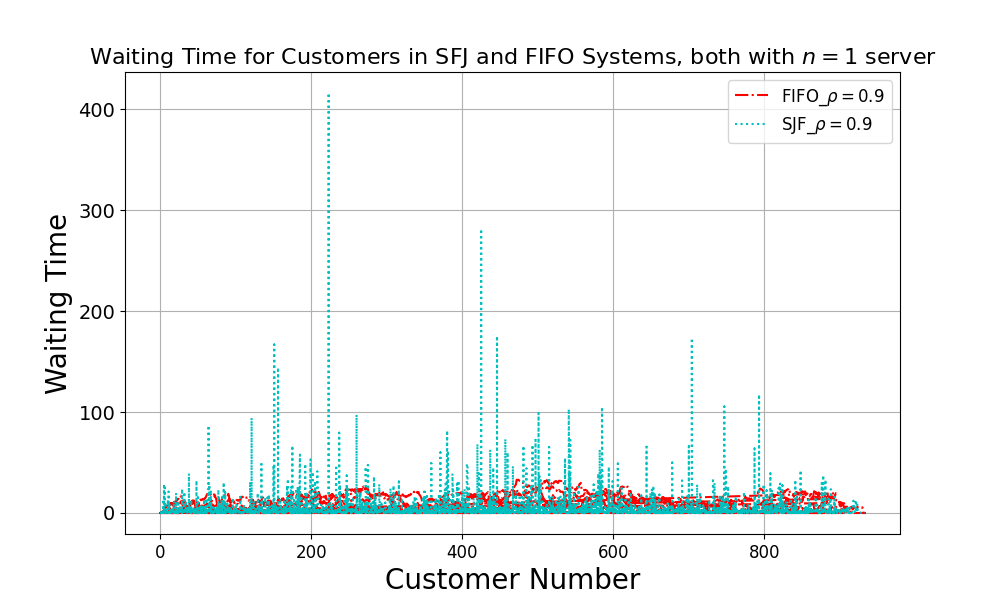 Waiting Time for Customers in SFJ and FIFO Systems, both with n = 1 server
FIFO_ρ = 0.9
SJF_ρ = 0.9
Waiting Time
400
300
200
100
0
0 200 400 600 800
Customer Number